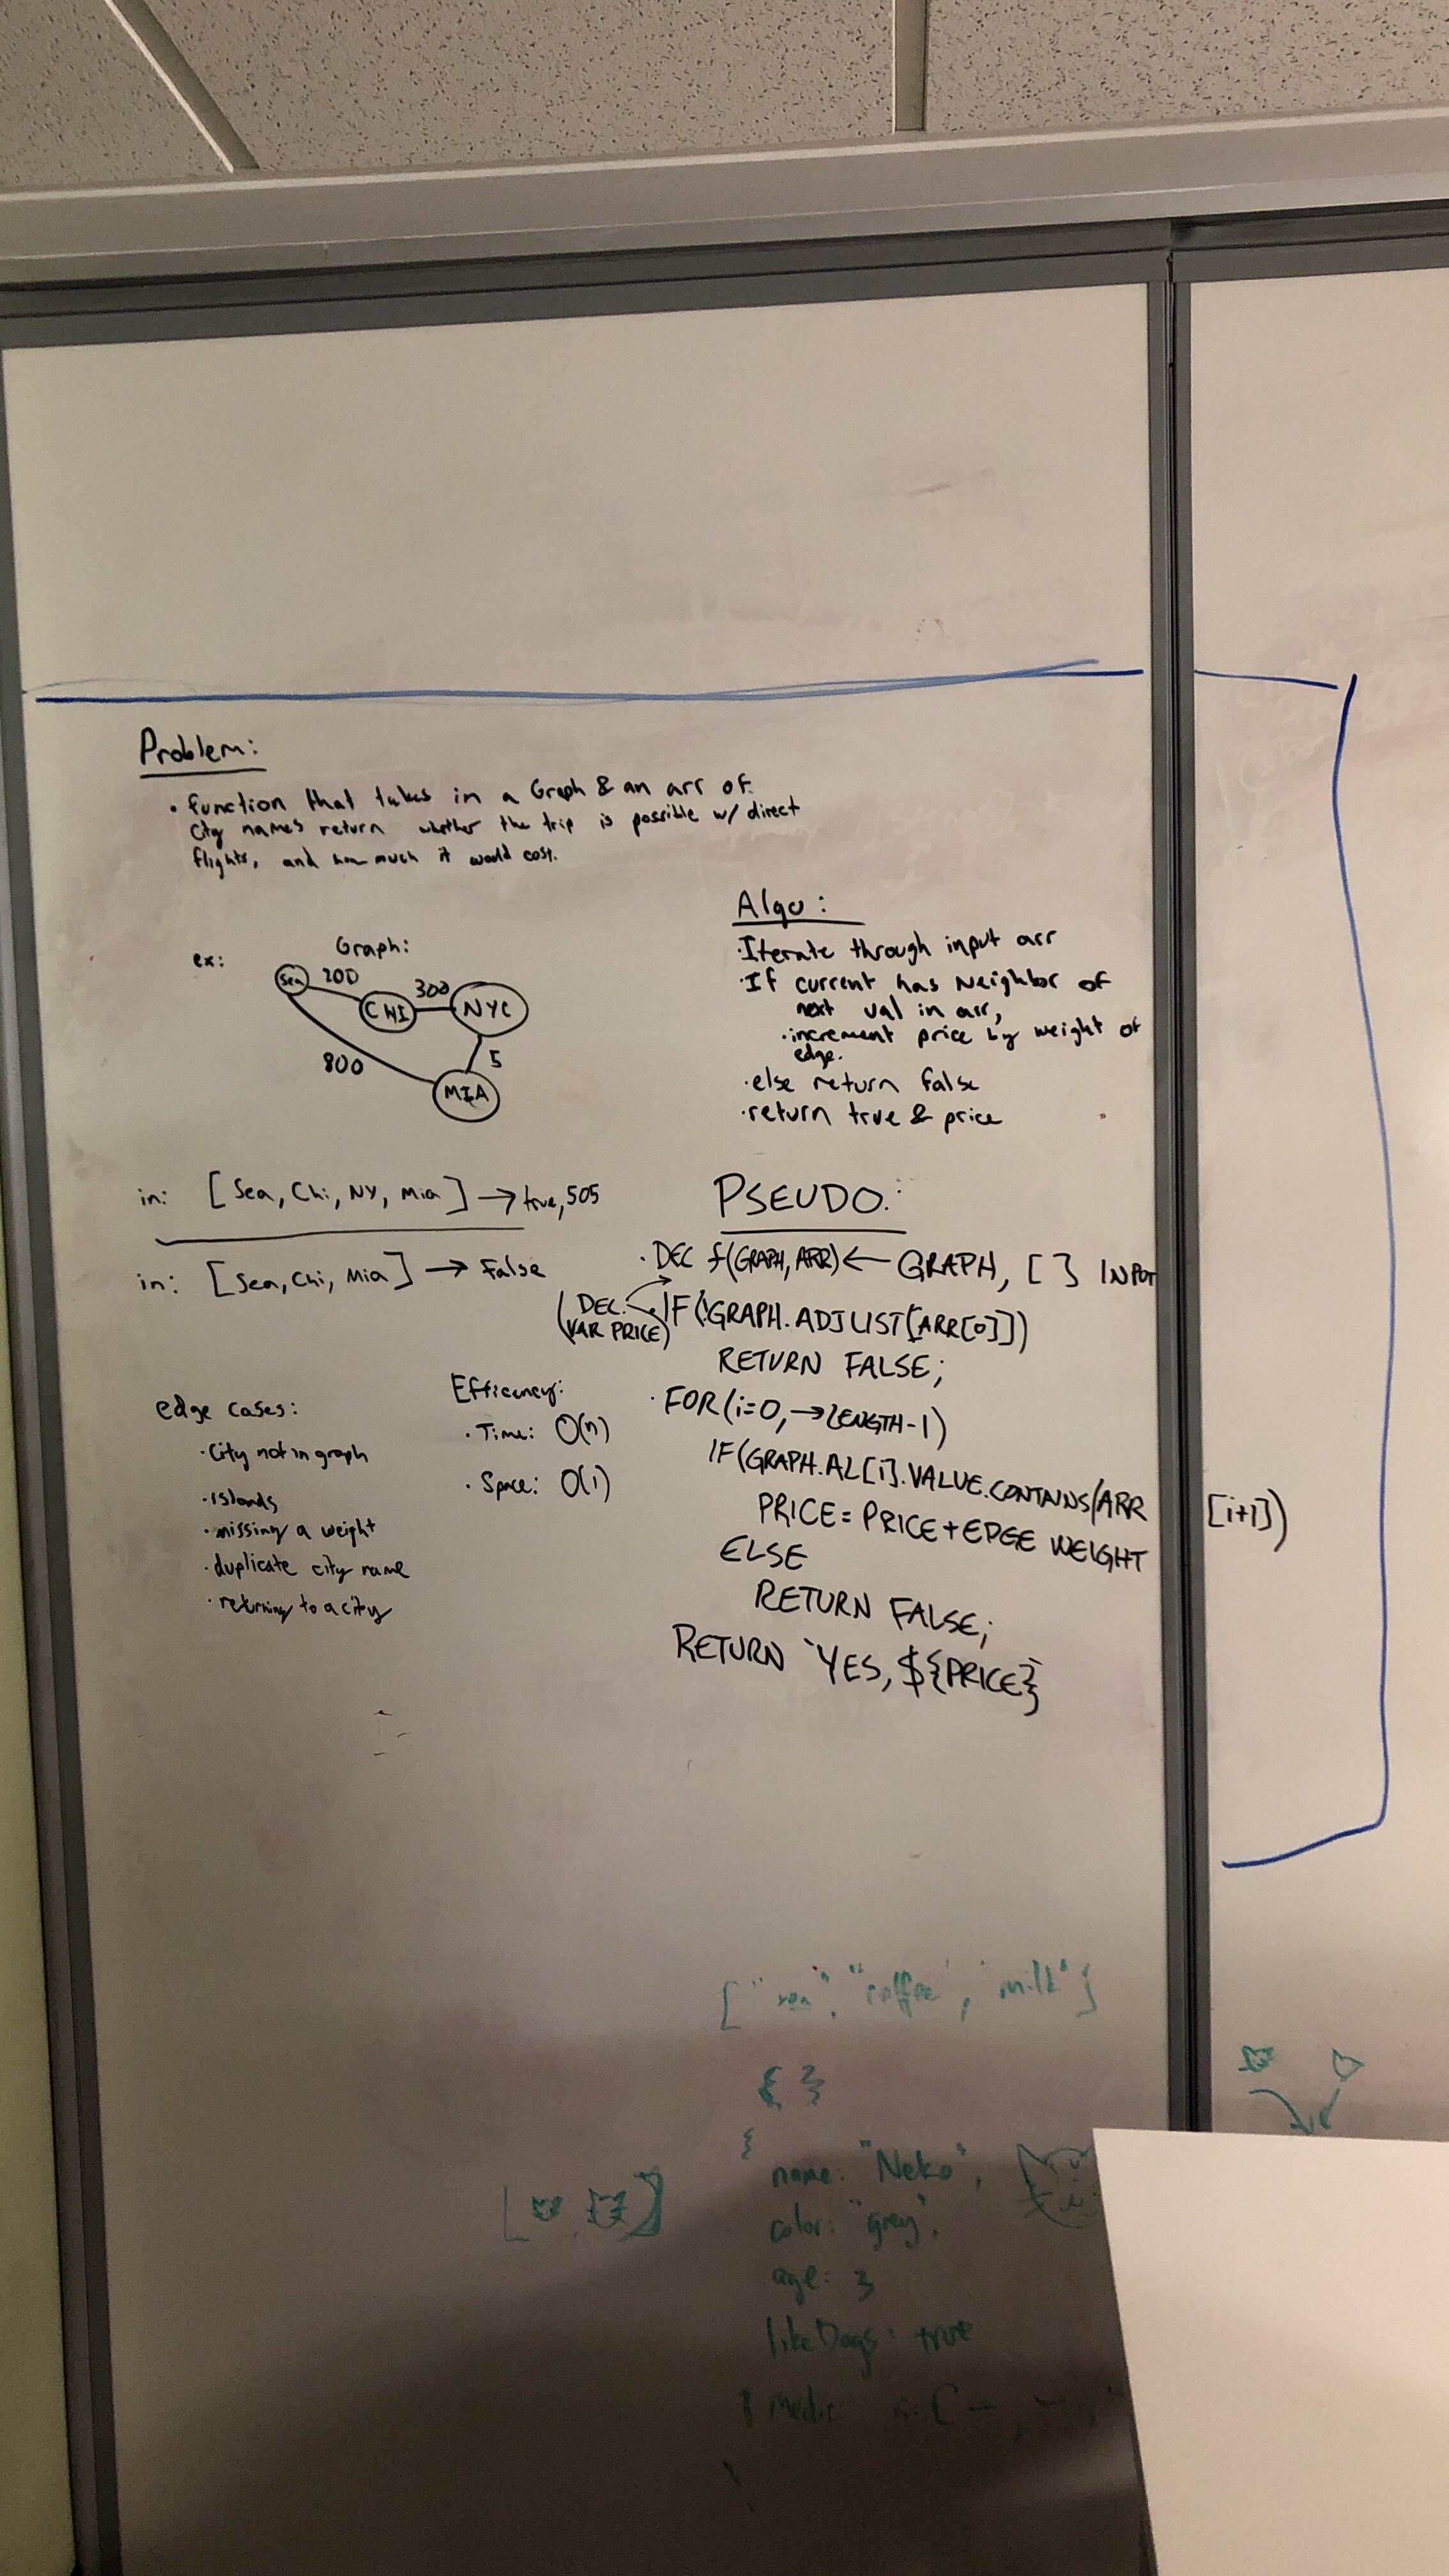 Problem:
• function that takes in a Graph & an arr of
City names return whether the trip is possible w/ direct
flights, and how much it would cost.
ex:
Graph:
Sea
200
CHI
300
NYC
800
5
MIA
in: [Sea, Chi, NY, Mia] → true, 505
in: [Sea, Chi, Mia] → False
edge cases:
• City not in graph
• islands
• missing a weight
• duplicate city name
• returning to a city
Efficency:
• Time: O(n)
• Space: O(1)
Algo:
• Iterate through input arr
• If current has Neighbor of
next val in arr,
• increment price by weight of
edge.
• else return false
• return true & price
PSEUDO:
• DEC f(GRAPH, ARR) ← GRAPH, [ ] INPUT
(DEC. VAR PRICE)
• IF(!GRAPH.ADJLIST[ARR[0]])
RETURN FALSE;
• FOR(i=0, → LENGTH-1)
IF(GRAPH.AL[i].VALUE.CONTAINS(ARR [i+1])
PRICE = PRICE + EDGE WEIGHT
ELSE
RETURN FALSE;
RETURN `YES, ${PRICE}`
"coffee", "milk"]
{ }
{
name: "Neko",
color: "grey",
age: 3
likeDogs: true